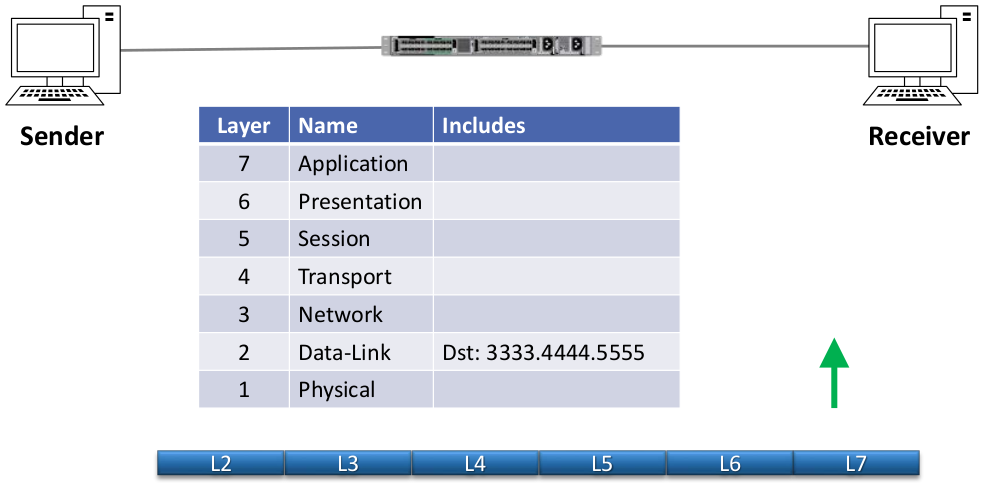 Sender
Receiver
Layer Name Includes
7 Application
6 Presentation
5 Session
4 Transport
3 Network
2 Data-Link Dst: 3333.4444.5555
1 Physical
L2 L3 L4 L5 L6 L7